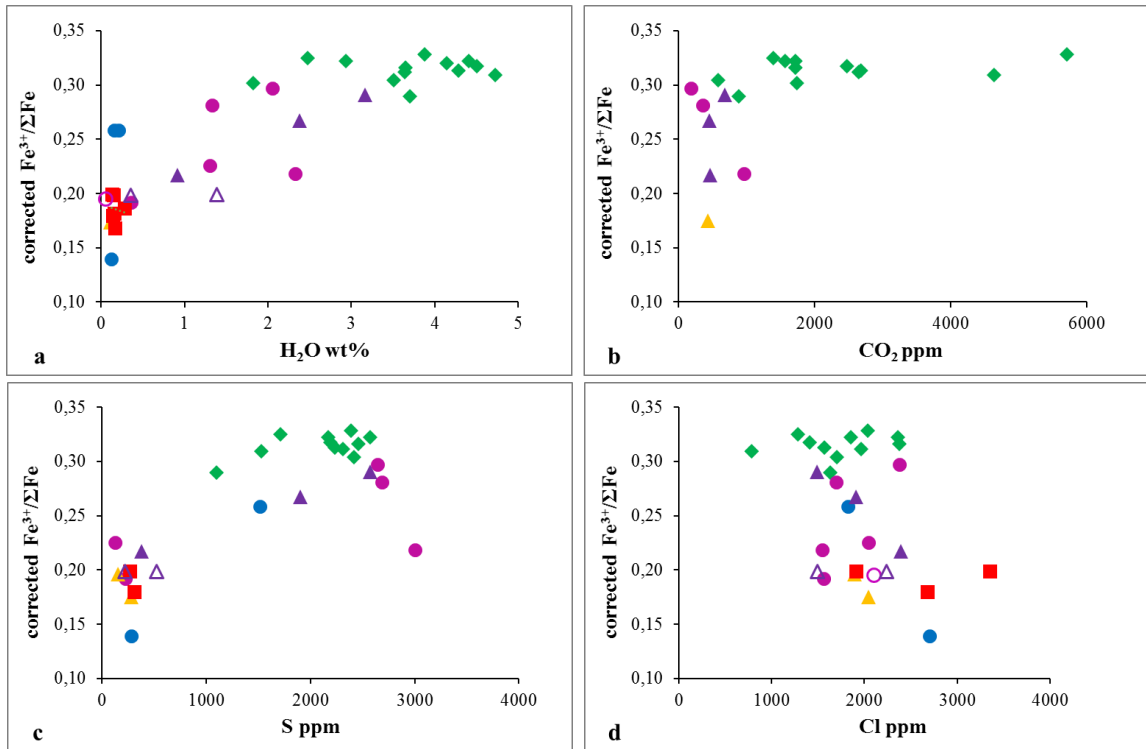 corrected Fe³⁺/ΣFe
0,35
0,30
0,25
0,20
0,15
0,10
0 1 2 3 4 5
a
H₂O wt%
corrected Fe³⁺/ΣFe
0,35
0,30
0,25
0,20
0,15
0,10
0 2000 4000 6000
b
CO₂ ppm
corrected Fe³⁺/ΣFe
0,35
0,30
0,25
0,20
0,15
0,10
0 1000 2000 3000 4000
c
S ppm
corrected Fe³⁺/ΣFe
0,35
0,30
0,25
0,20
0,15
0,10
0 1000 2000 3000 4000
d
Cl ppm